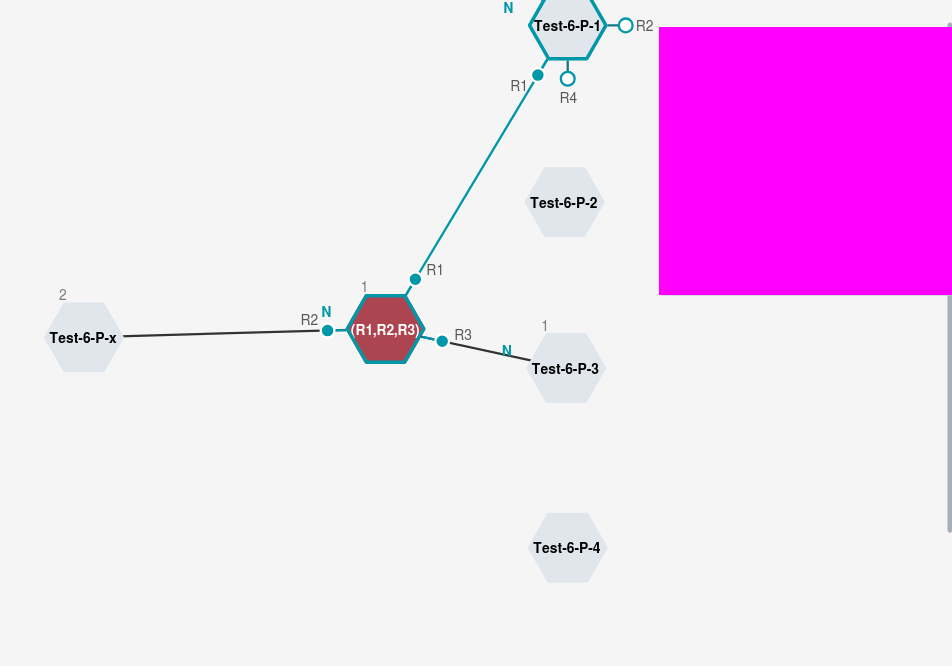 N
Test-6-P-1
R2
R1
R4
Test-6-P-2
R1
1
2
N
R2
(R1,R2,R3)
R3
1
Test-6-P-x
N
Test-6-P-3
Test-6-P-4